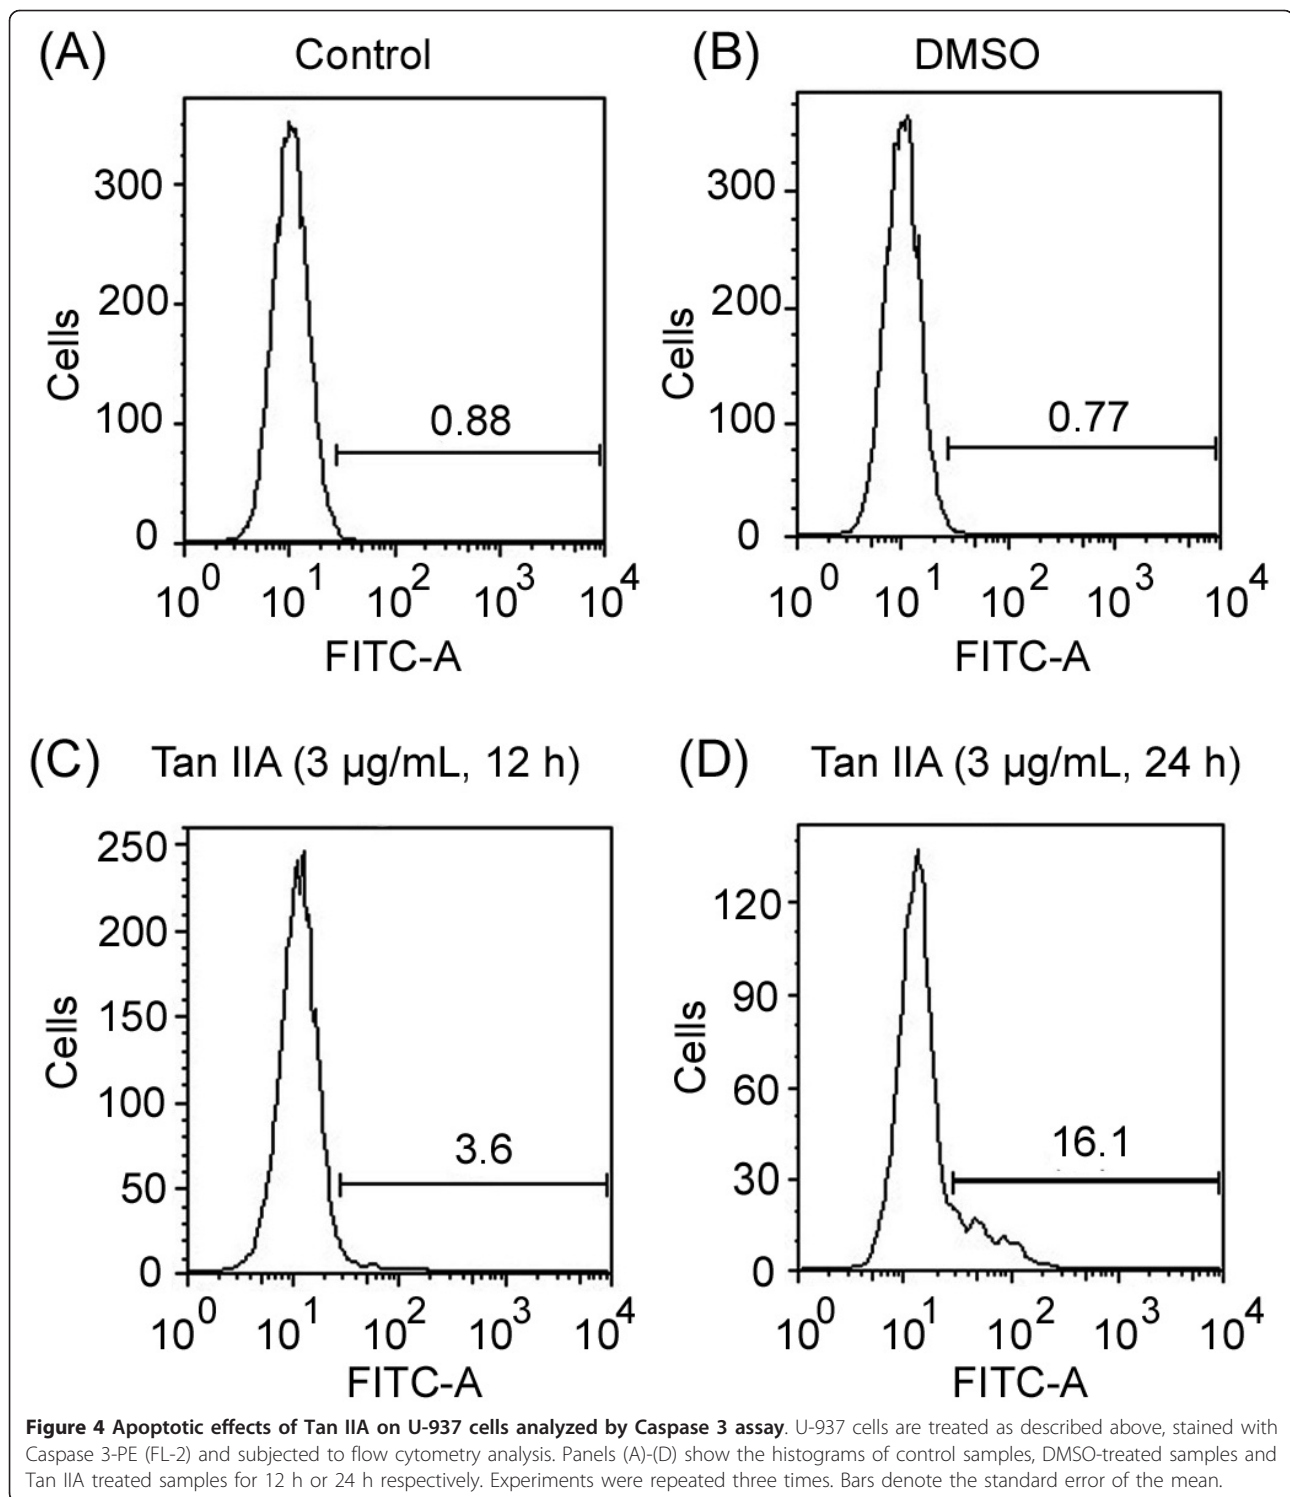 (A) Control
300
200
100
0
Cells
0.88
10^0 10^1 10^2 10^3 10^4
FITC-A
(B) DMSO
300
200
100
0
Cells
0.77
10^0 10^1 10^2 10^3 10^4
FITC-A
(C) Tan IIA (3 µg/mL, 12 h)
250
200
150
100
50
0
Cells
3.6
10^0 10^1 10^2 10^3 10^4
FITC-A
(D) Tan IIA (3 µg/mL, 24 h)
120
90
60
30
0
Cells
16.1
10^0 10^1 10^2 10^3 10^4
FITC-A
Figure 4 Apoptotic effects of Tan IIA on U-937 cells analyzed by Caspase 3 assay. U-937 cells are treated as described above, stained with
Caspase 3-PE (FL-2) and subjected to flow cytometry analysis. Panels (A)-(D) show the histograms of control samples, DMSO-treated samples and
Tan IIA treated samples for 12 h or 24 h respectively. Experiments were repeated three times. Bars denote the standard error of the mean.